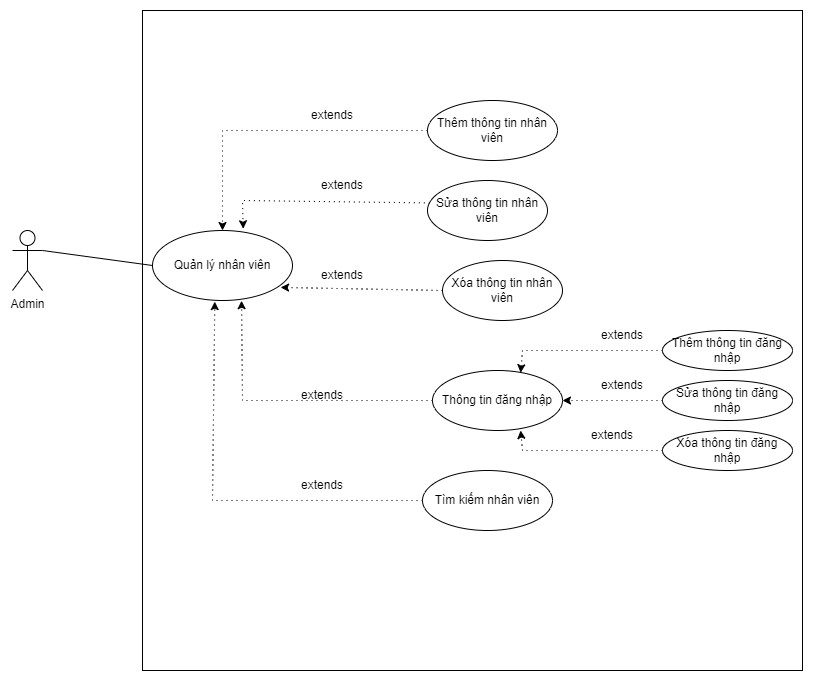 extends
Thêm thông tin nhân
viên
extends
Sửa thông tin nhân
viên
Quản lý nhân viên
extends
Xóa thông tin nhân
viên
Admin
extends
Thêm thông tin đăng
nhập
extends
Thông tin đăng nhập
extends
Sửa thông tin đăng
nhập
extends
Xóa thông tin đăng
nhập
extends
Tìm kiếm nhân viên